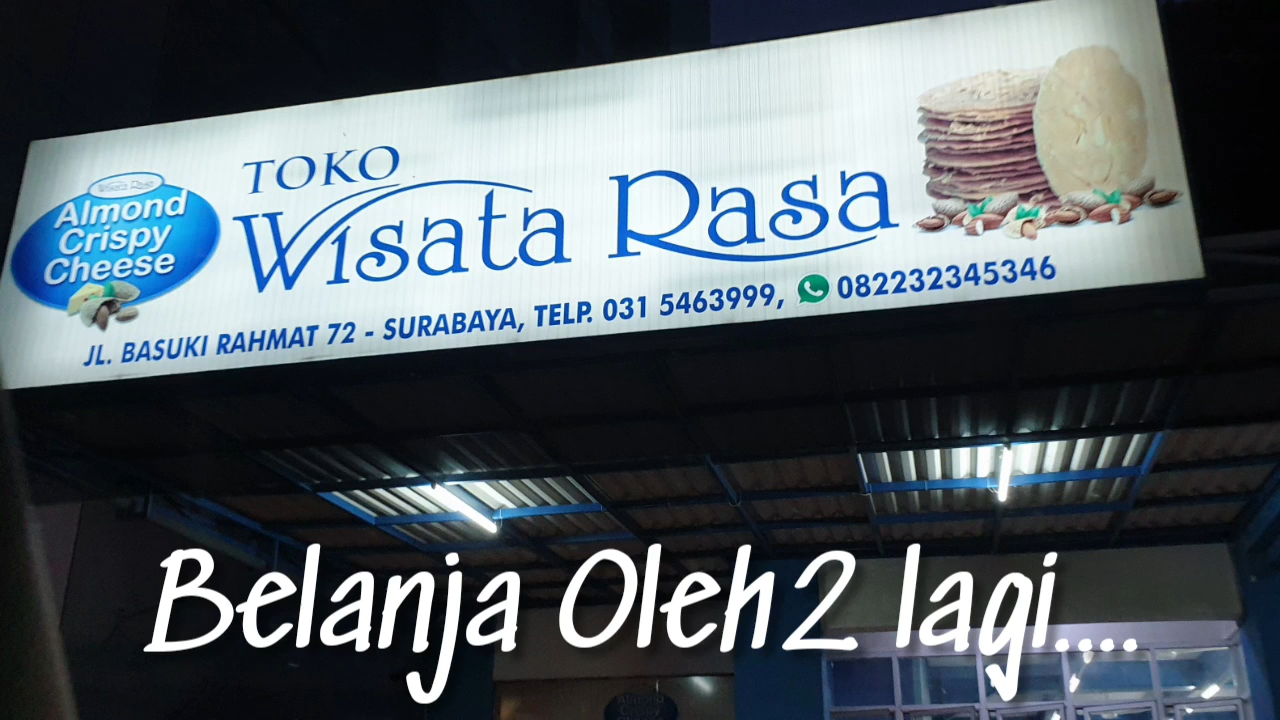 Wisata Rasa
Almond
Crispy
Cheese
TOKO
Wisata Rasa
JL. BASUKI RAHMAT 72 - SURABAYA, TELP. 031 5463999, 082232345346
Belanja Oleh2 lagi....